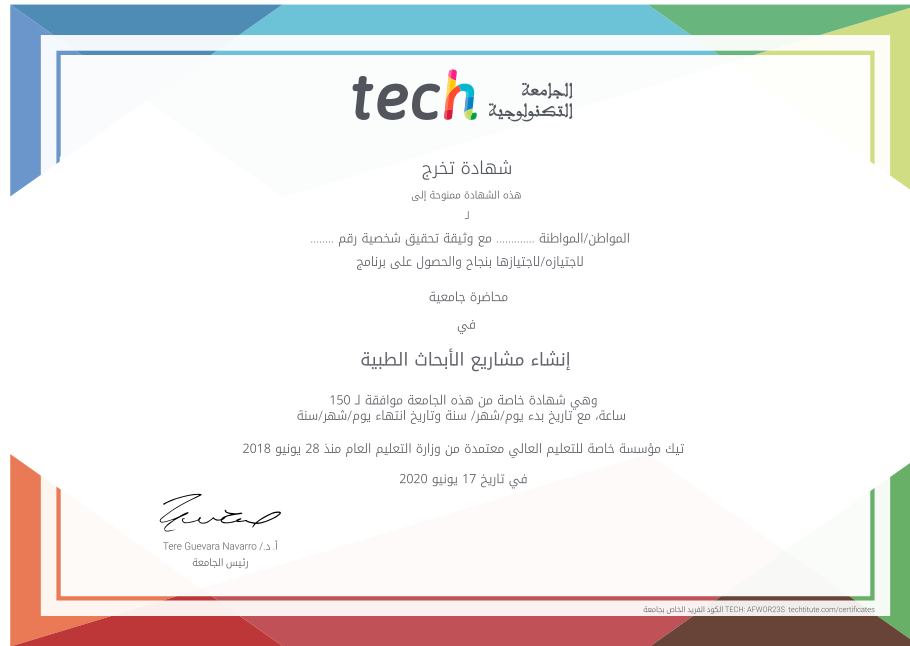 tech الجامعة
التكنولوجية
شهادة تخرج
هذه الشهادة ممنوحة إلى
لـ
المواطن/المواطنة ............. مع وثيقة تحقيق شخصية رقم ........
لاجتيازه/لاجتيازها بنجاح والحصول على برنامج
محاضرة جامعية
في
إنشاء مشاريع الأبحاث الطبية
وهي شهادة خاصة من هذه الجامعة موافقة لـ 150
ساعة، مع تاريخ بدء يوم/شهر/ سنة وتاريخ انتهاء يوم/شهر/سنة
تيك مؤسسة خاصة للتعليم العالي معتمدة من وزارة التعليم العام منذ 28 يونيو 2018
في تاريخ 17 يونيو 2020
أ. د./ Tere Guevara Navarro
رئيس الجامعة
الكود الفريد الخاص بجامعة TECH: AFWOR23S techtitute.com/certificates